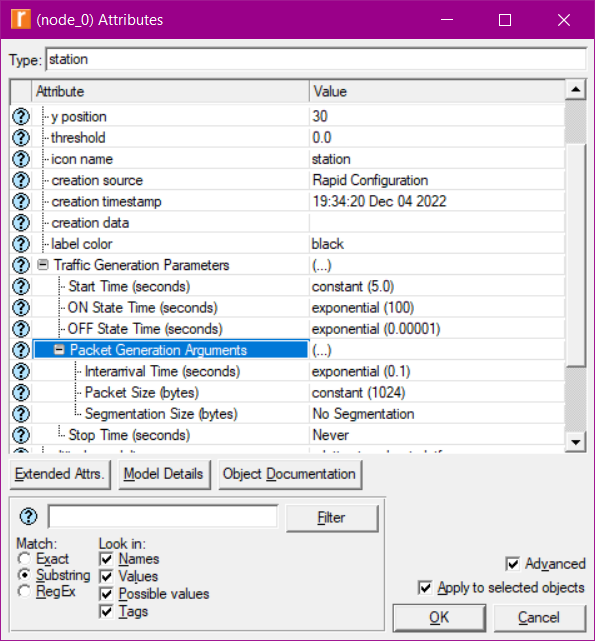 r (node_0) Attributes
Type: station
Attribute Value
y position 30
threshold 0.0
icon name station
creation source Rapid Configuration
creation timestamp 19:34:20 Dec 04 2022
creation data
label color black
Traffic Generation Parameters (...)
Start Time (seconds) constant (5.0)
ON State Time (seconds) exponential (100)
OFF State Time (seconds) exponential (0.00001)
Packet Generation Arguments (...)
Interarrival Time (seconds) exponential (0.1)
Packet Size (bytes) constant (1024)
Segmentation Size (bytes) No Segmentation
Stop Time (seconds) Never
Extended Attrs. Model Details Object Documentation
Filter
Match: Look in:
Exact Names
Substring Values
RegEx Possible values
Tags
Advanced
Apply to selected objects
OK Cancel